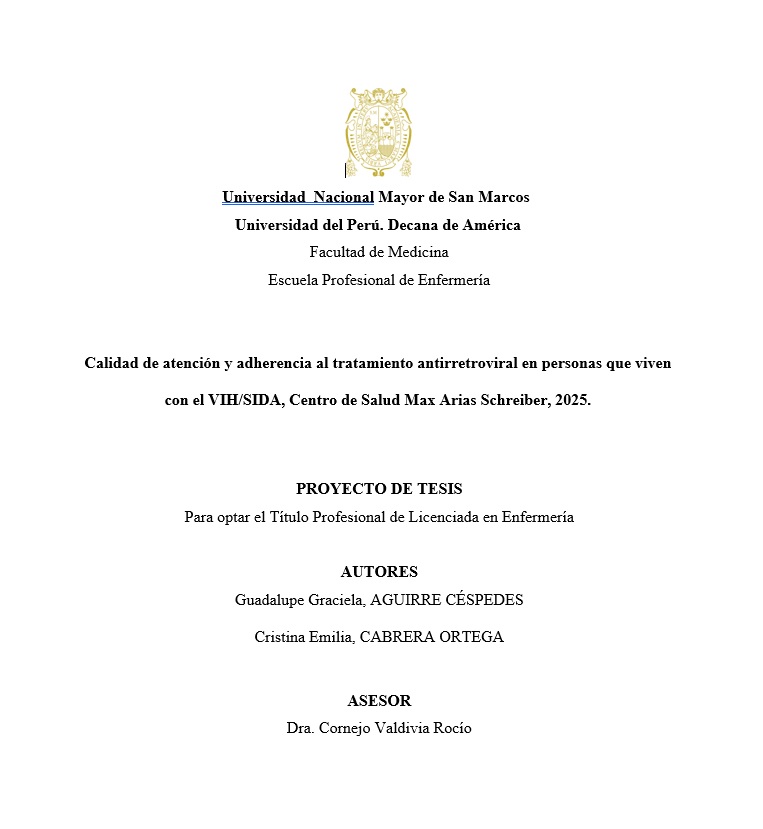 Universidad  Nacional Mayor de San Marcos
Universidad del Perú. Decana de América
Facultad de Medicina
Escuela Profesional de Enfermería
Calidad de atención y adherencia al tratamiento antirretroviral en personas que viven
con el VIH/SIDA, Centro de Salud Max Arias Schreiber, 2025.
PROYECTO DE TESIS
Para optar el Título Profesional de Licenciada en Enfermería
AUTORES
Guadalupe Graciela, AGUIRRE CÉSPEDES
Cristina Emilia, CABRERA ORTEGA
ASESOR
Dra. Cornejo Valdivia Rocío